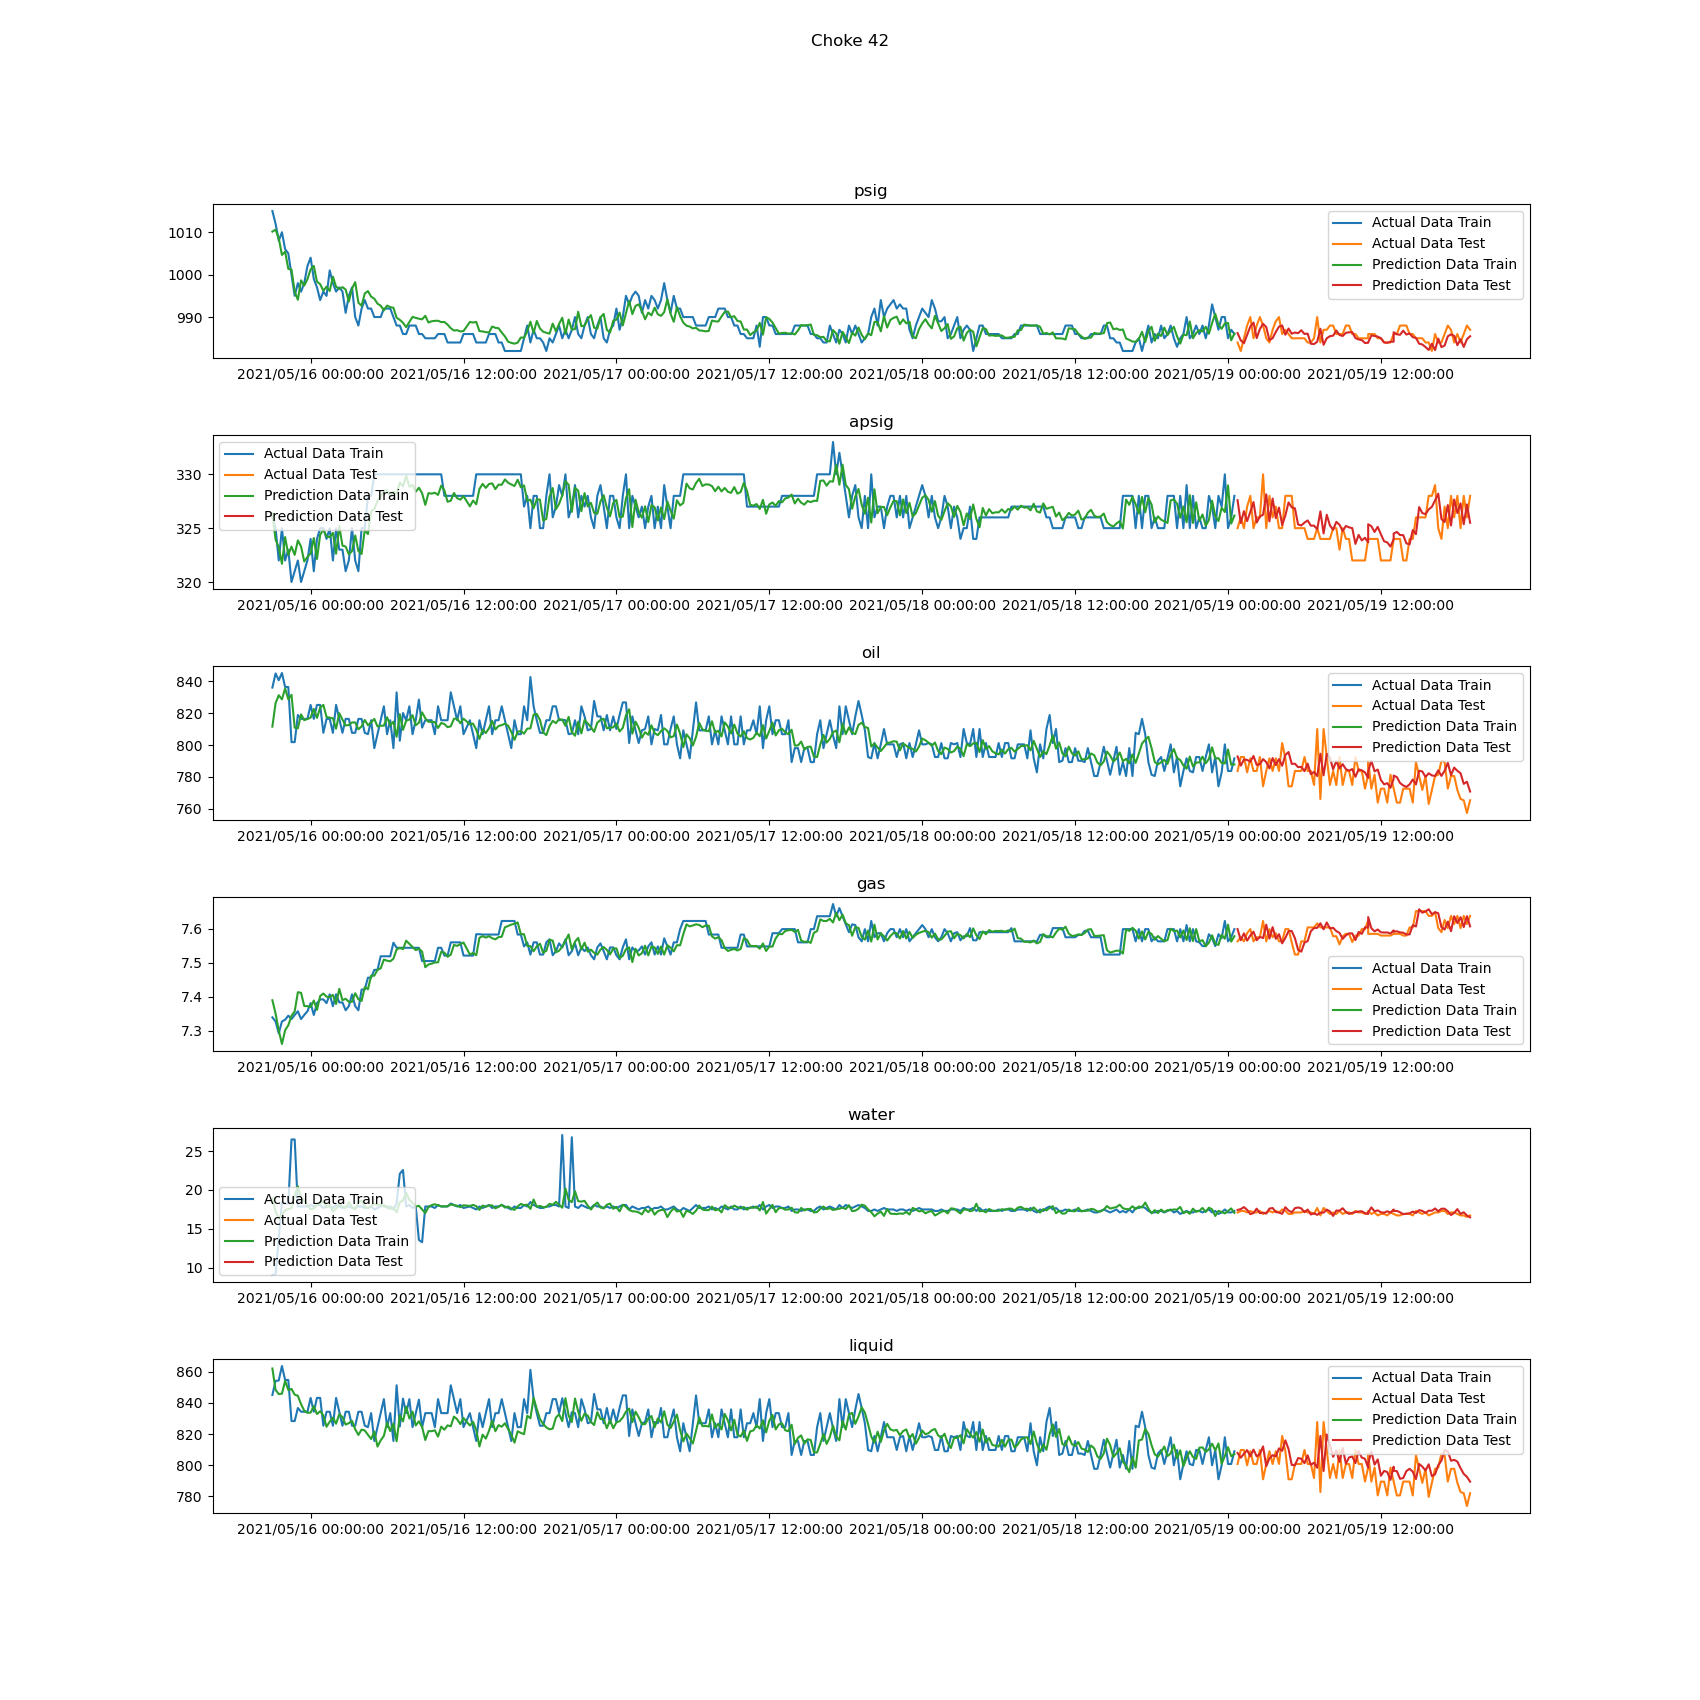 Choke 42
psig
1010
1000
990
Actual Data Train
Actual Data Test
Prediction Data Train
Prediction Data Test
2021/05/16 00:00:00 2021/05/16 12:00:00 2021/05/17 00:00:00 2021/05/17 12:00:00 2021/05/18 00:00:00 2021/05/18 12:00:00 2021/05/19 00:00:00 2021/05/19 12:00:00
apsig
330
325
320
Actual Data Train
Actual Data Test
Prediction Data Train
Prediction Data Test
2021/05/16 00:00:00 2021/05/16 12:00:00 2021/05/17 00:00:00 2021/05/17 12:00:00 2021/05/18 00:00:00 2021/05/18 12:00:00 2021/05/19 00:00:00 2021/05/19 12:00:00
oil
840
820
800
780
760
Actual Data Train
Actual Data Test
Prediction Data Train
Prediction Data Test
2021/05/16 00:00:00 2021/05/16 12:00:00 2021/05/17 00:00:00 2021/05/17 12:00:00 2021/05/18 00:00:00 2021/05/18 12:00:00 2021/05/19 00:00:00 2021/05/19 12:00:00
gas
7.6
7.5
7.4
7.3
Actual Data Train
Actual Data Test
Prediction Data Train
Prediction Data Test
2021/05/16 00:00:00 2021/05/16 12:00:00 2021/05/17 00:00:00 2021/05/17 12:00:00 2021/05/18 00:00:00 2021/05/18 12:00:00 2021/05/19 00:00:00 2021/05/19 12:00:00
water
25
20
15
10
Actual Data Train
Actual Data Test
Prediction Data Train
Prediction Data Test
2021/05/16 00:00:00 2021/05/16 12:00:00 2021/05/17 00:00:00 2021/05/17 12:00:00 2021/05/18 00:00:00 2021/05/18 12:00:00 2021/05/19 00:00:00 2021/05/19 12:00:00
liquid
860
840
820
800
780
Actual Data Train
Actual Data Test
Prediction Data Train
Prediction Data Test
2021/05/16 00:00:00 2021/05/16 12:00:00 2021/05/17 00:00:00 2021/05/17 12:00:00 2021/05/18 00:00:00 2021/05/18 12:00:00 2021/05/19 00:00:00 2021/05/19 12:00:00